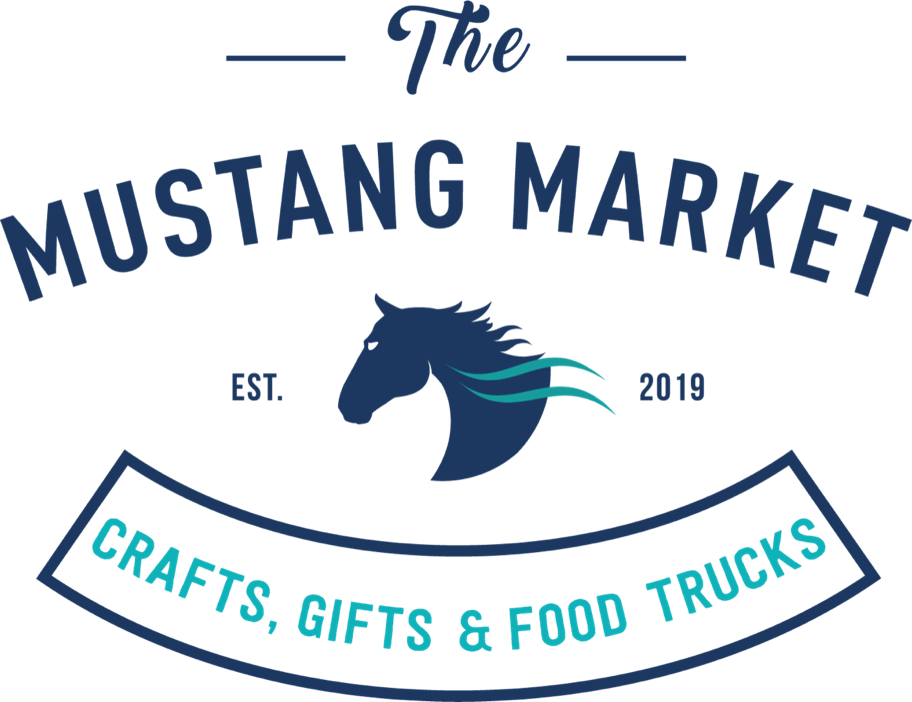 The
MUSTANG MARKET
EST. 2019
CRAFTS, GIFTS & FOOD TRUCKS